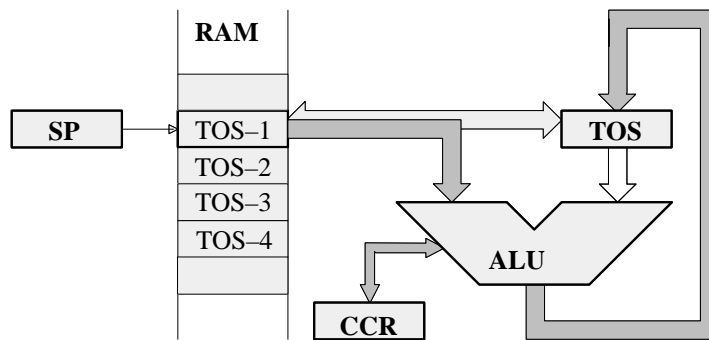 RAM
SP
TOS–1
TOS
TOS–2
TOS–3
TOS–4
ALU
CCR